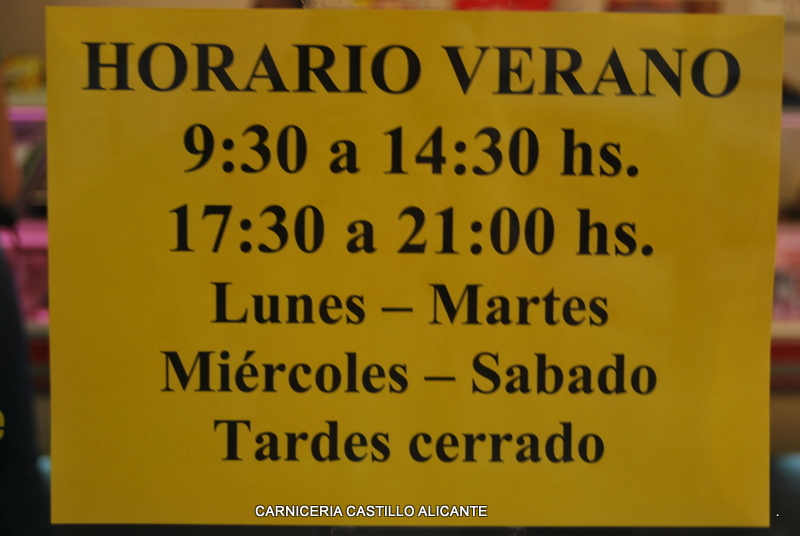 HORARIO VERANO
9:30 a 14:30 hs.
17:30 a 21:00 hs.
Lunes – Martes
Miércoles – Sabado
Tardes cerrado
CARNICERIA CASTILLO ALICANTE .